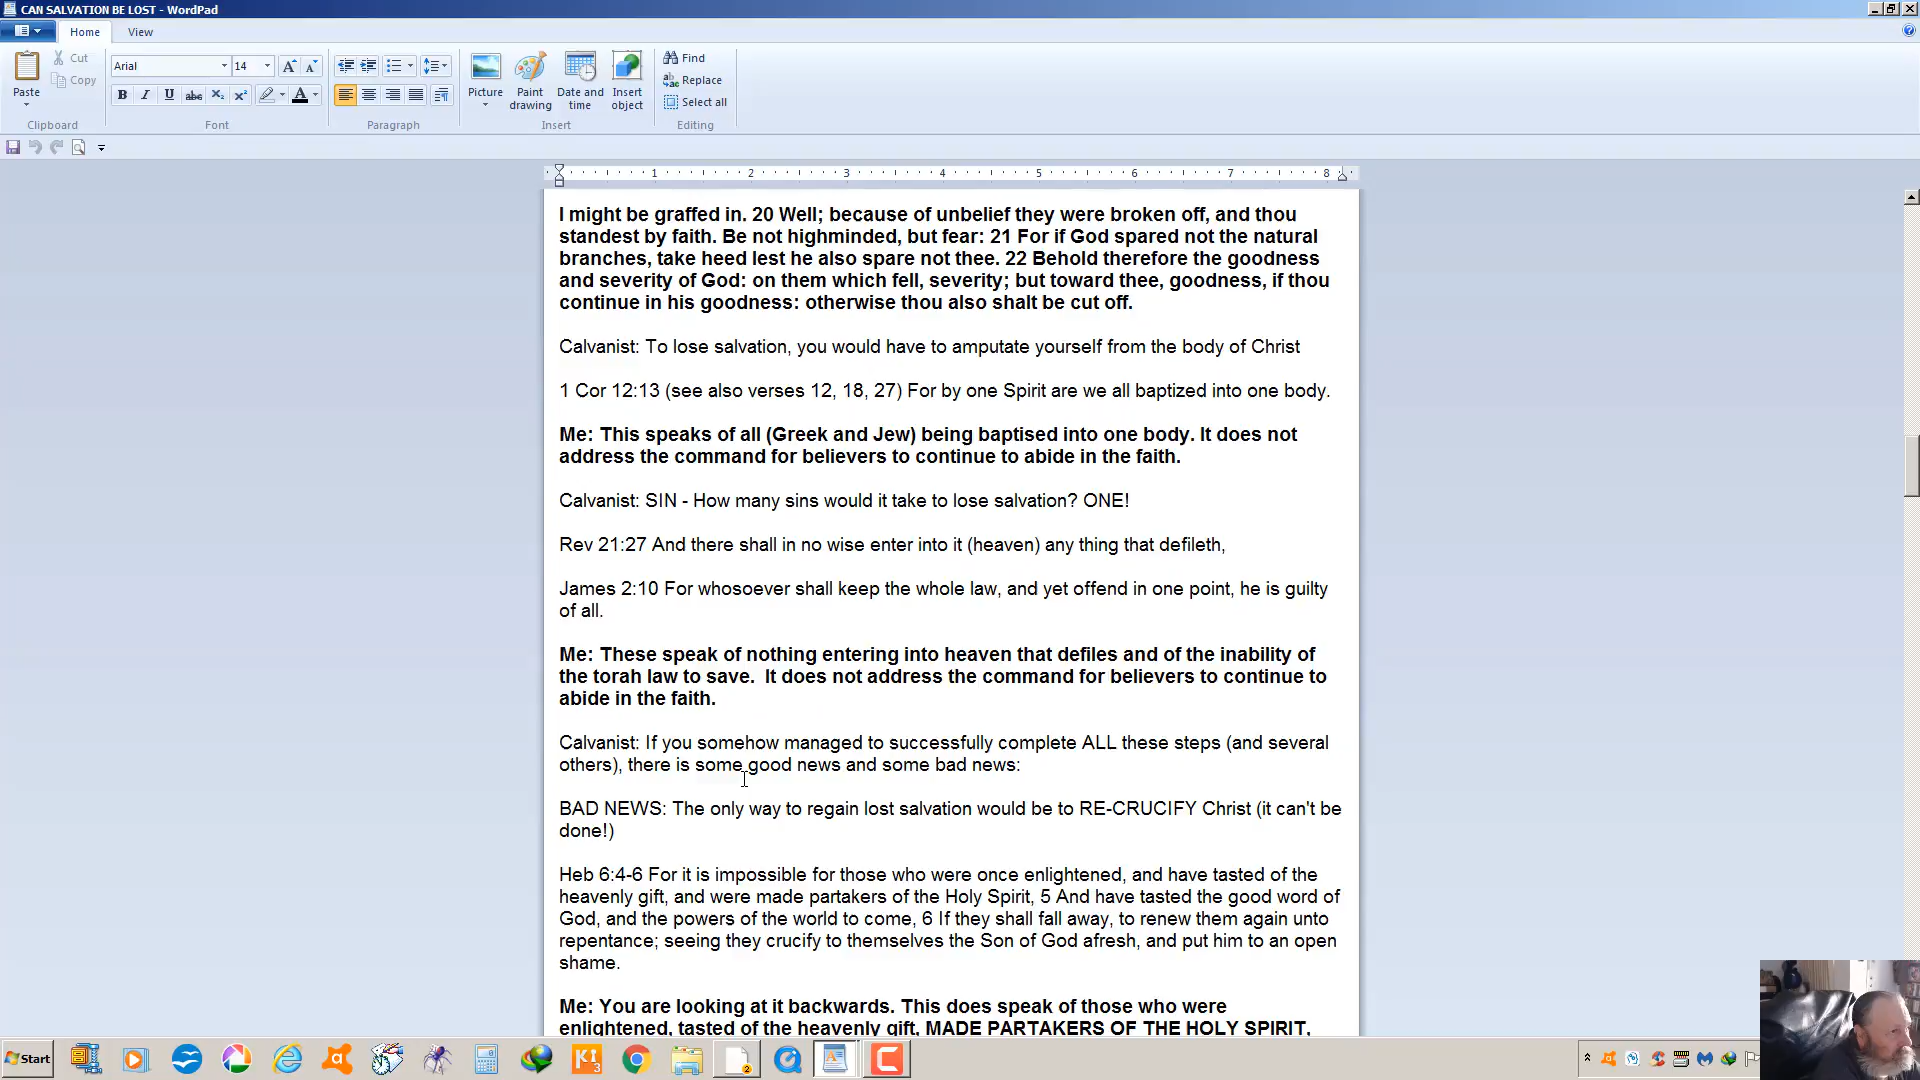 CAN SALVATION BE LOST - WordPad
Home
View
Paste
Cut
Copy
Clipboard
Arial
14
Font
Paragraph
Picture
Paint drawing
Date and time
Insert object
Insert
Find
Replace
Select all
Editing
1 2 3 4 5 6 7 8
I might be graffed in. 20 Well; because of unbelief they were broken off, and thou
standest by faith. Be not highminded, but fear: 21 For if God spared not the natural
branches, take heed lest he also spare not thee. 22 Behold therefore the goodness
and severity of God: on them which fell, severity; but toward thee, goodness, if thou
continue in his goodness: otherwise thou also shalt be cut off.
Calvanist: To lose salvation, you would have to amputate yourself from the body of Christ
1 Cor 12:13 (see also verses 12, 18, 27) For by one Spirit are we all baptized into one body.
Me: This speaks of all (Greek and Jew) being baptised into one body. It does not
address the command for believers to continue to abide in the faith.
Calvanist: SIN - How many sins would it take to lose salvation? ONE!
Rev 21:27 And there shall in no wise enter into it (heaven) any thing that defileth,
James 2:10 For whosoever shall keep the whole law, and yet offend in one point, he is guilty
of all.
Me: These speak of nothing entering into heaven that defiles and of the inability of
the torah law to save.  It does not address the command for believers to continue to
abide in the faith.
Calvanist: If you somehow managed to successfully complete ALL these steps (and several
others), there is some good news and some bad news:
BAD NEWS: The only way to regain lost salvation would be to RE-CRUCIFY Christ (it can't be
done!)
Heb 6:4-6 For it is impossible for those who were once enlightened, and have tasted of the
heavenly gift, and were made partakers of the Holy Spirit, 5 And have tasted the good word of
God, and the powers of the world to come, 6 If they shall fall away, to renew them again unto
repentance; seeing they crucify to themselves the Son of God afresh, and put him to an open
shame.
Me: You are looking at it backwards. This does speak of those who were
enlightened, tasted of the heavenly gift, MADE PARTAKERS OF THE HOLY SPIRIT,
Start